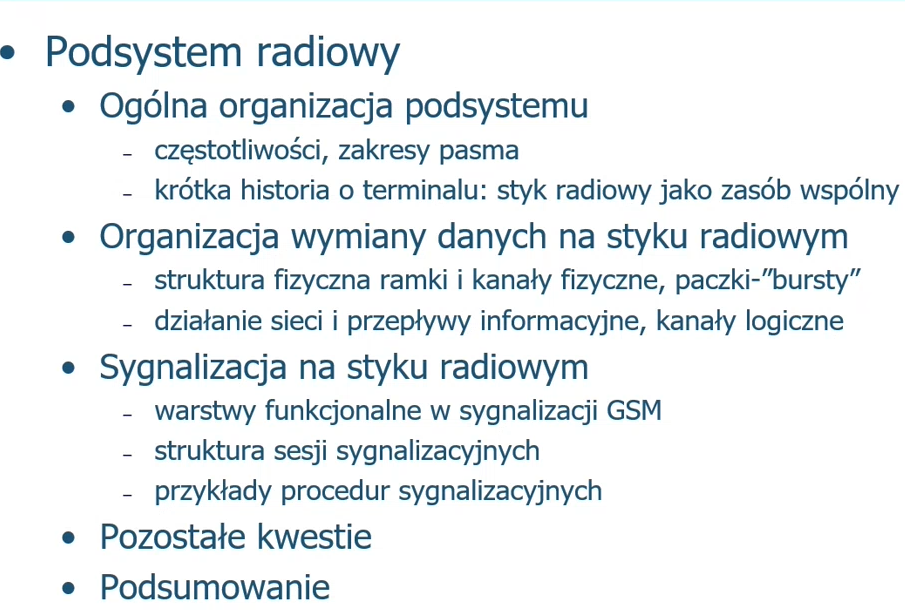 • Podsystem radiowy
• Ogólna organizacja podsystemu
– częstotliwości, zakresy pasma
– krótka historia o terminalu: styk radiowy jako zasób wspólny
• Organizacja wymiany danych na styku radiowym
– struktura fizyczna ramki i kanały fizyczne, paczki-”bursty”
– działanie sieci i przepływy informacyjne, kanały logiczne
• Sygnalizacja na styku radiowym
– warstwy funkcjonalne w sygnalizacji GSM
– struktura sesji sygnalizacyjnych
– przykłady procedur sygnalizacyjnych
• Pozostałe kwestie
• Podsumowanie